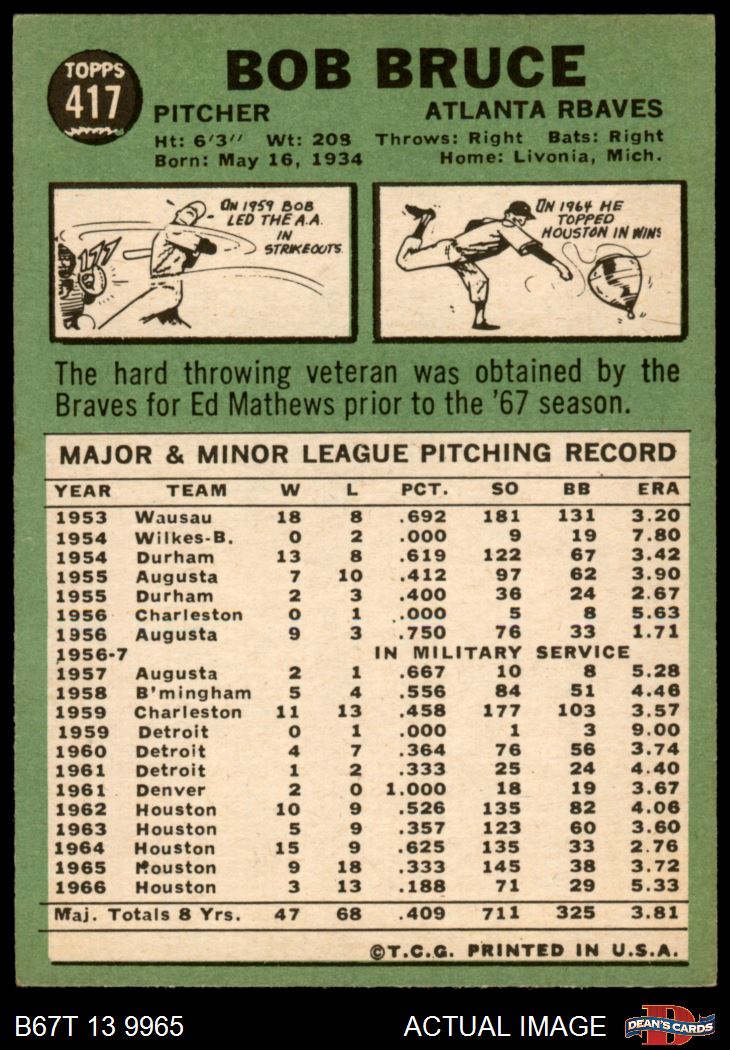 TOPPS
417
BOB BRUCE
PITCHER ATLANTA RBAVES
Ht: 6'3" Wt: 208 Throws: Right Bats: Right
Born: May 16, 1934 Home: Livonia, Mich.
ON 1959 BOB
LED THE A.A.
IN
STRIKEOUTS.
177
ON 1964 HE
TOPPED
HOUSTON IN WINS
The hard throwing veteran was obtained by the
Braves for Ed Mathews prior to the '67 season.
MAJOR & MINOR LEAGUE PITCHING RECORD
YEAR TEAM W L PCT. SO BB ERA
1953 Wausau 18 8 .692 181 131 3.20
1954 Wilkes-B. 0 2 .000 9 19 7.80
1954 Durham 13 8 .619 122 67 3.42
1955 Augusta 7 10 .412 97 62 3.90
1955 Durham 2 3 .400 36 24 2.67
1956 Charleston 0 1 .000 5 8 5.63
1956 Augusta 9 3 .750 76 33 1.71
1956-7 IN MILITARY SERVICE
1957 Augusta 2 1 .667 10 8 5.28
1958 B'mingham 5 4 .556 84 51 4.46
1959 Charleston 11 13 .458 177 103 3.57
1959 Detroit 0 1 .000 1 3 9.00
1960 Detroit 4 7 .364 76 56 3.74
1961 Detroit 1 2 .333 25 24 4.40
1961 Denver 2 0 1.000 18 19 3.67
1962 Houston 10 9 .526 135 82 4.06
1963 Houston 5 9 .357 123 60 3.60
1964 Houston 15 9 .625 135 33 2.76
1965 Houston 9 18 .333 145 38 3.72
1966 Houston 3 13 .188 71 29 5.33
Maj. Totals 8 Yrs. 47 68 .409 711 325 3.81
©T.C.G. PRINTED IN U.S.A.
B67T 13 9965 ACTUAL IMAGE
D
DEAN'S CARDS